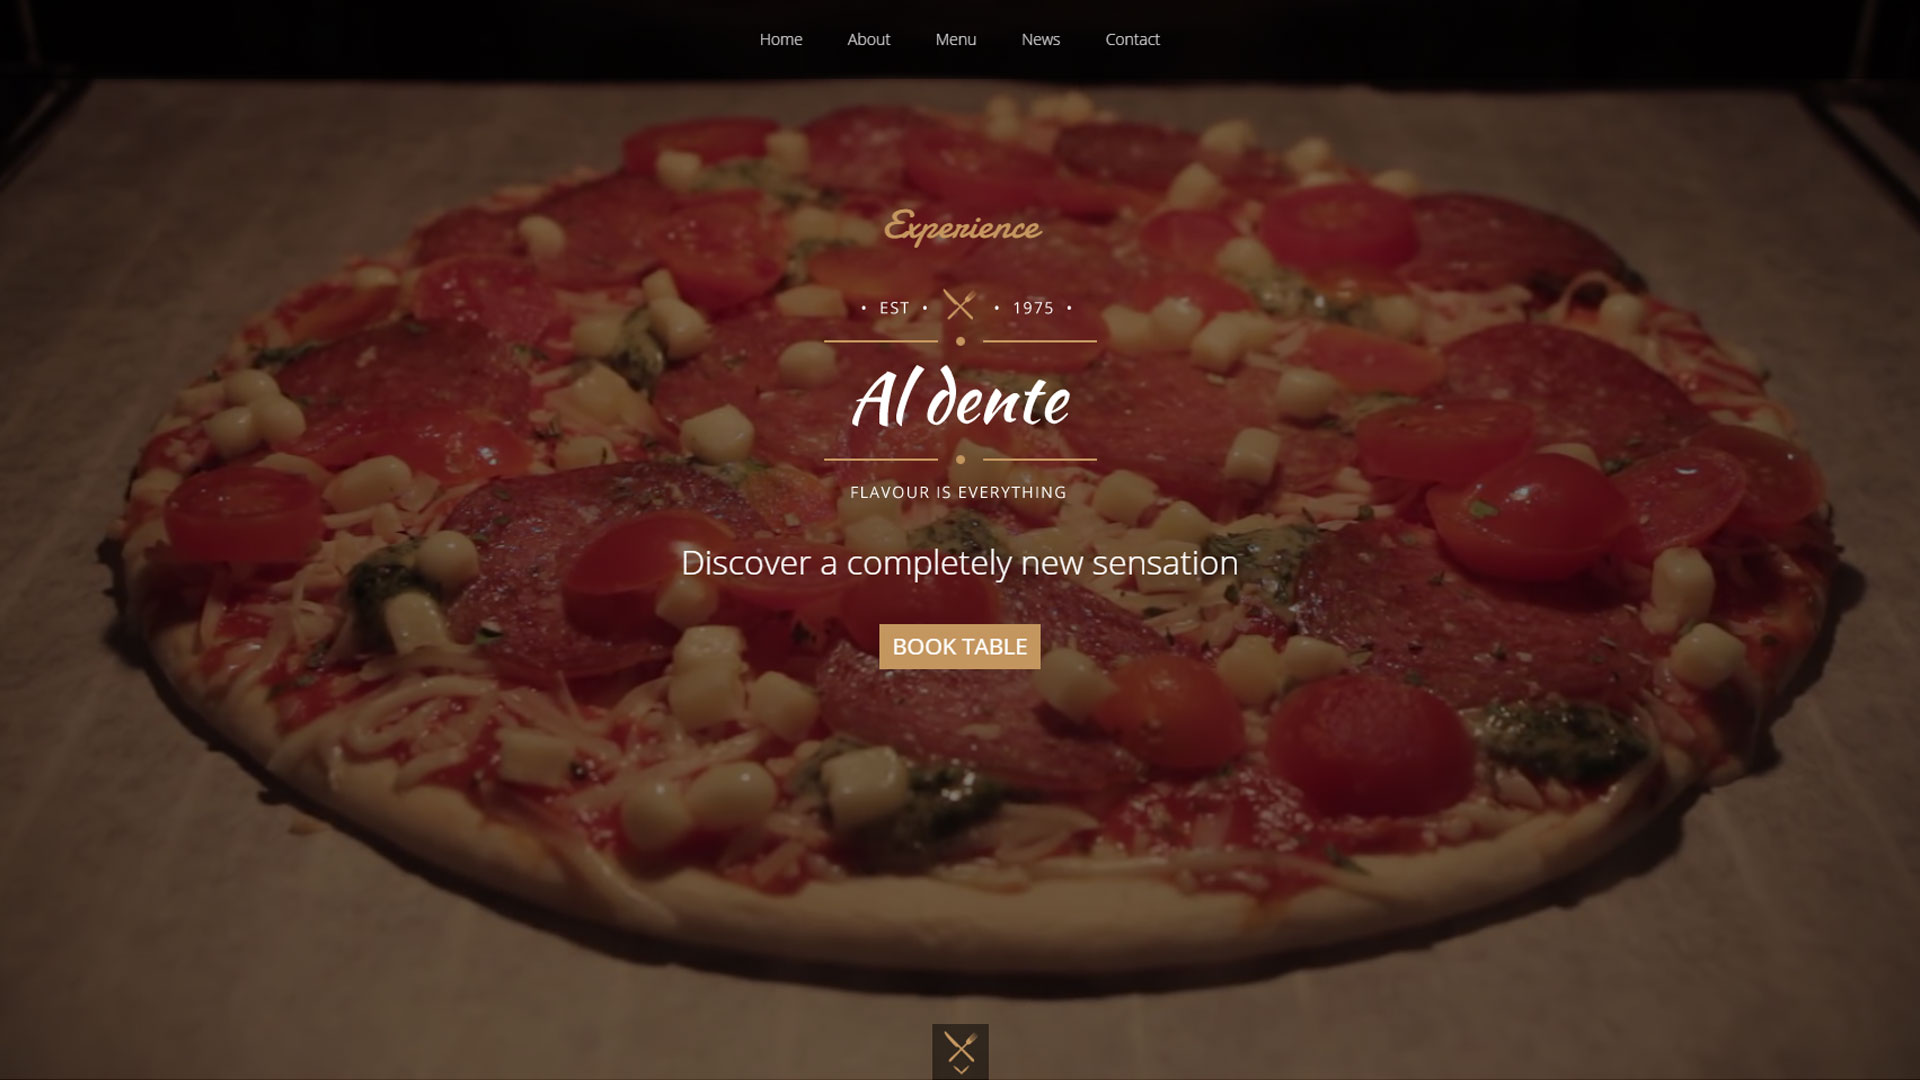 Home About Menu News Contact
Experience
• EST • • 1975 •
Al dente
FLAVOUR IS EVERYTHING
Discover a completely new sensation
BOOK TABLE